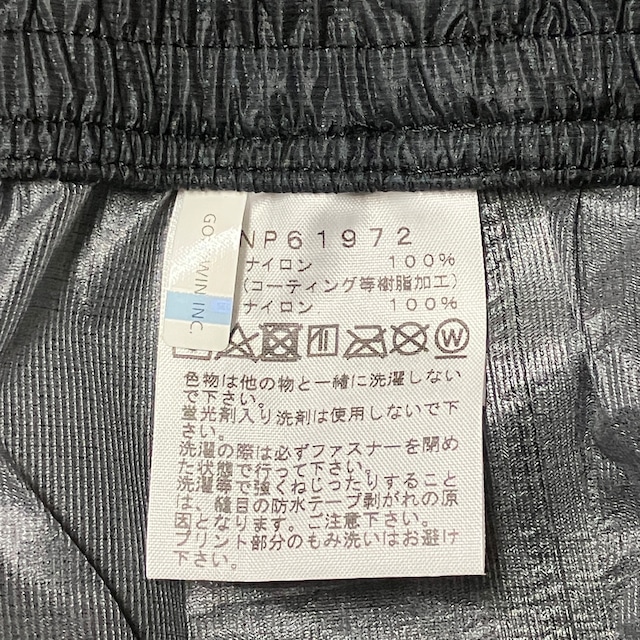 GOLDWIN INC.
NP61972
ナイロン 100%
(コーティング等樹脂加工)
ナイロン 100%
W
色物は他の物と一緒に洗濯しない
で下さい。
蛍光剤入り洗剤は使用しないで下
さい。
洗濯の際は必ずファスナーを閉め
た状態で行って下さい。
洗濯等で強くねじったりすること
は、縫目の防水テープ剥がれの原
因となります。ご注意下さい。
プリント部分のもみ洗いはお避け
下さい。